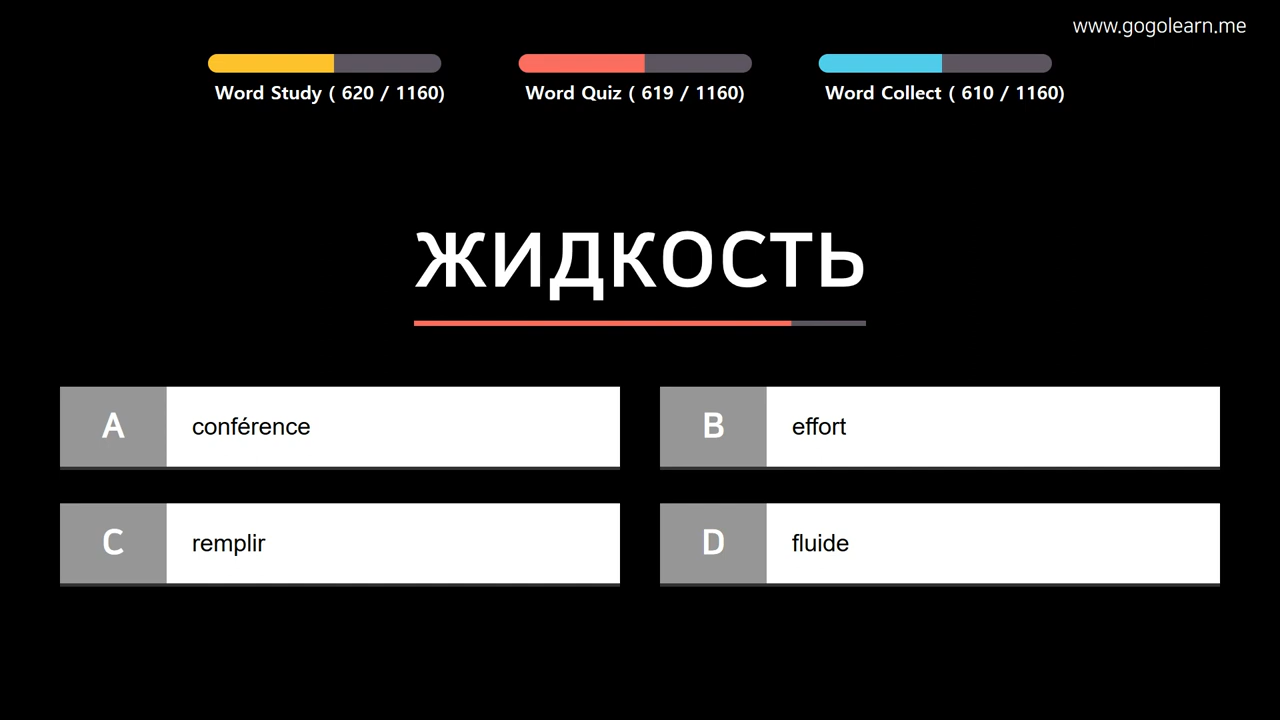 www.gogolearn.me
Word Study ( 620 / 1160)
Word Quiz ( 619 / 1160)
Word Collect ( 610 / 1160)
ЖИДКОСТЬ
A conférence
B effort
C remplir
D fluide